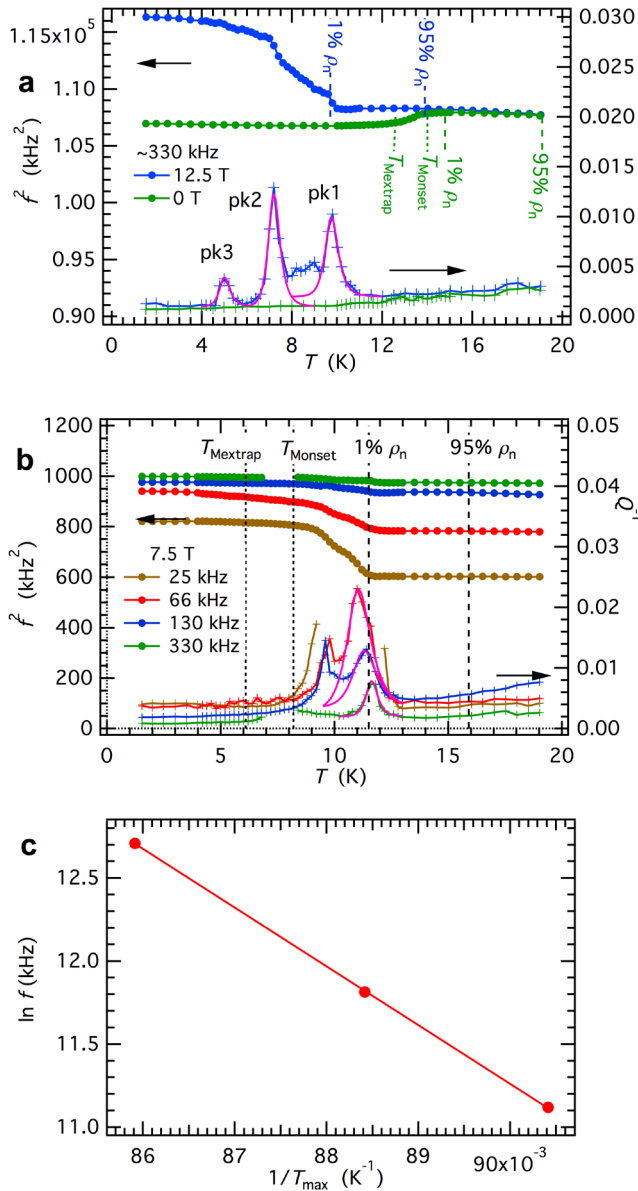 a
1.15x10⁵
1.10
1.05
1.00
0.95
0.90
f² (kHz²)
~330 kHz
12.5 T
0 T
pk3
pk2
pk1
1% ρn
95% ρn
TMextrap
TMonset
1% ρn
95% ρn
0.030
0.025
0.020
0.015
0.010
0.005
0.000
0 4 8 12 16 20
T (K)
b
1200
1000
800
600
400
200
0
f² (kHz²)
TMextrap TMonset 1% ρn 95% ρn
7.5 T
25 kHz
66 kHz
130 kHz
330 kHz
0.05
0.04
0.03
0.02
0.01
0.00
Q⁻¹
0 5 10 15 20
T (K)
c
12.5
12.0
11.5
11.0
ln f (kHz)
86 87 88 89 90x10⁻³
1/Tmax (K⁻¹)